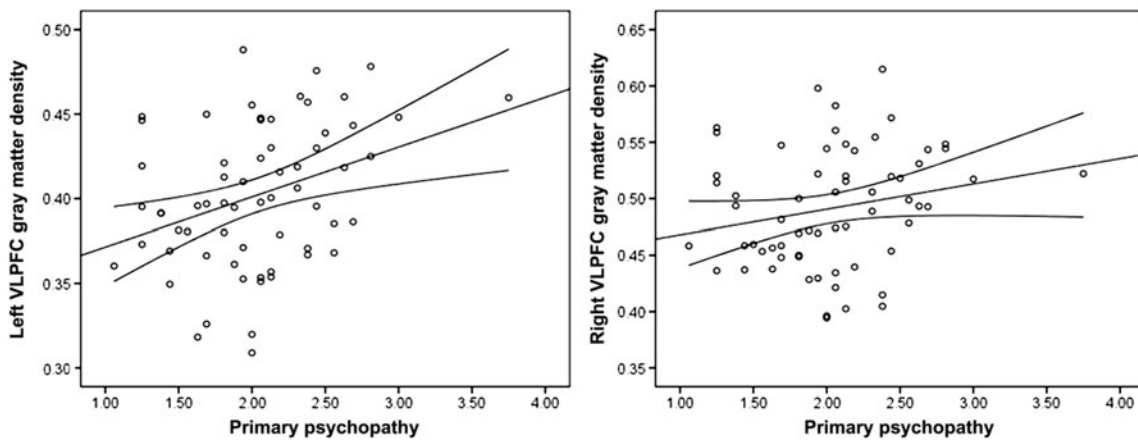 Left VLPFC gray matter density
0.50
0.45
0.40
0.35
0.30
1.00 1.50 2.00 2.50 3.00 3.50 4.00
Primary psychopathy
Right VLPFC gray matter density
0.65
0.60
0.55
0.50
0.45
0.40
0.35
1.00 1.50 2.00 2.50 3.00 3.50 4.00
Primary psychopathy